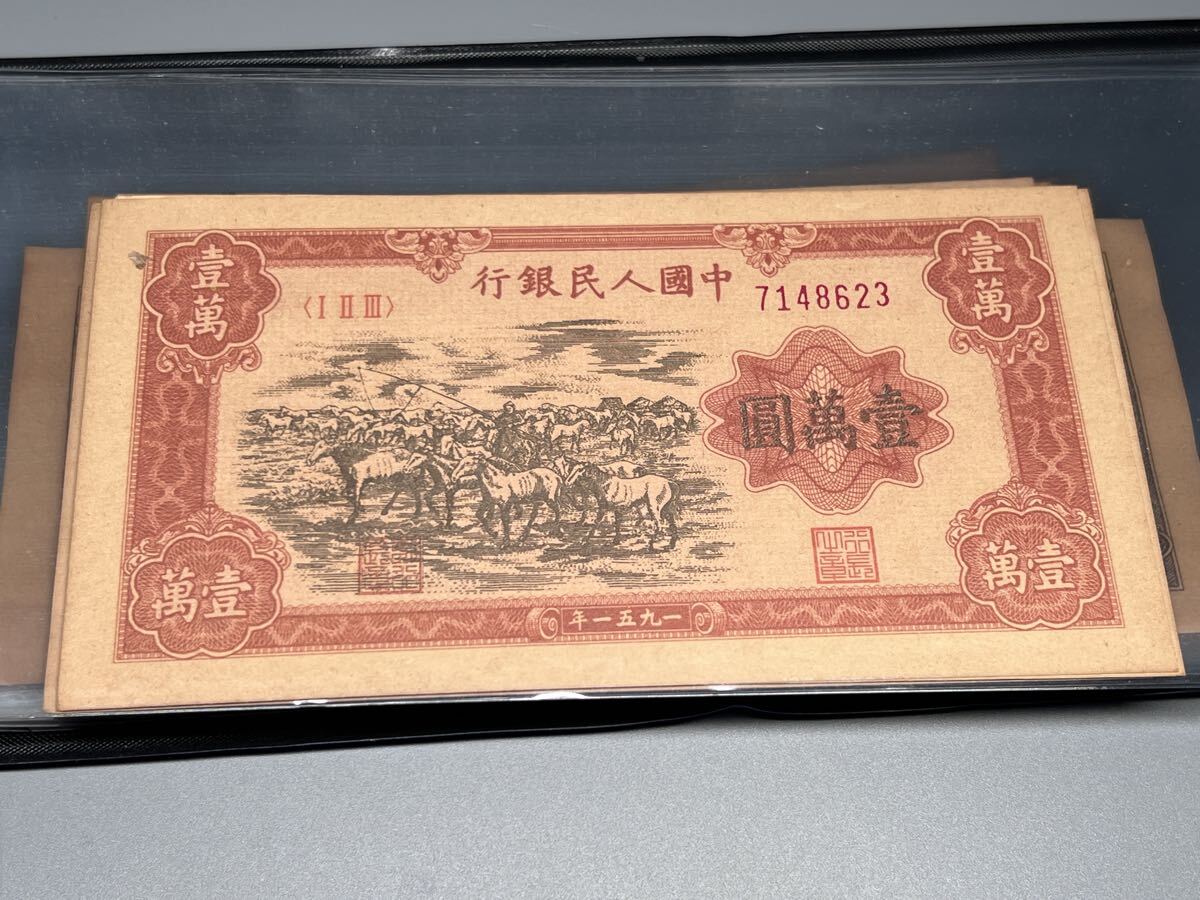 壹萬
壹萬
中國人民銀行
〈I II III〉
7148623
壹萬圓
壹萬
壹萬
一九五一年